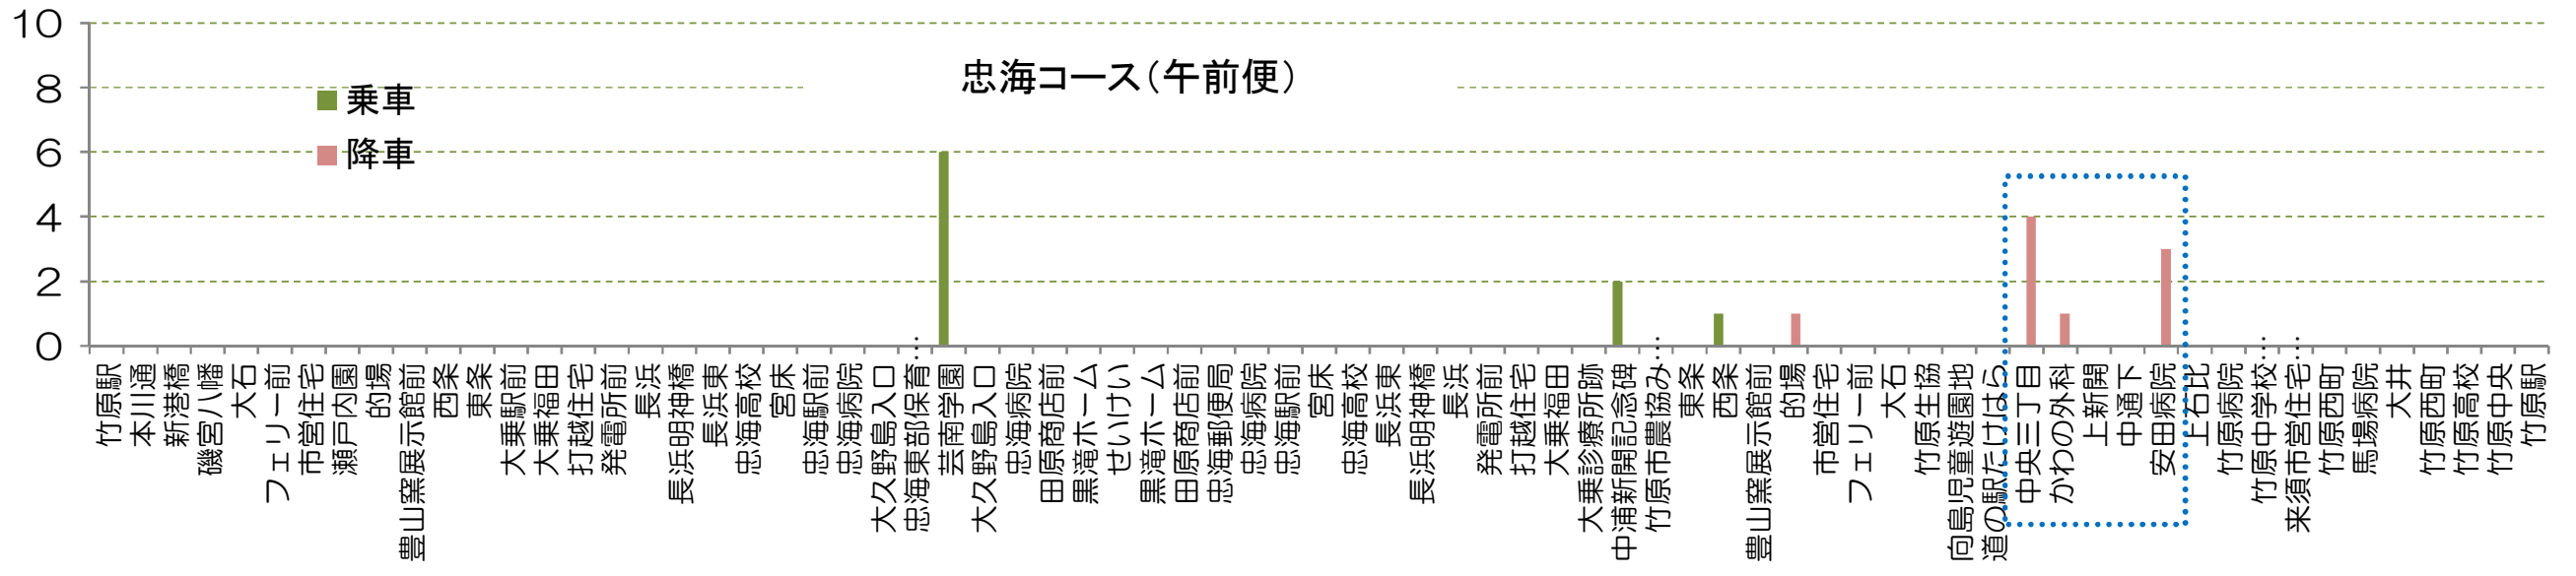 忠海コース（午前便）
乗車
降車
10
8
6
4
2
0
竹原駅
本川通
新港橋
磯宮八幡
大石
フェリー前
市営住宅
瀬戸内園
的場
豊山窯展示館前
西条
東条
大乗駅前
大乗福田
打越住宅
発電所前
長浜
長浜明神橋
長浜東
忠海高校
宮床
忠海駅前
忠海病院
大久野島入口
忠海東部保育…
芸南学園
大久野島入口
忠海病院
田原商店前
黒滝ホーム
せいけい
黒滝ホーム
田原商店前
忠海郵便局
忠海病院
忠海駅前
宮床
忠海高校
長浜東
長浜明神橋
長浜
発電所前
打越住宅
大乗福田
大乗診療所跡
中浦新開記念碑
竹原市農協み…
東条
西条
豊山窯展示館前
的場
市営住宅
フェリー前
大石
竹原生協
向島児童遊園地
道の駅たけはら
中央三丁目
かわの外科
上新開
中通下
安田病院
上石比
竹原病院
竹原中学校…
来須市営住宅…
竹原西町
馬場病院
大井
竹原西町
竹原高校
竹原中央
竹原駅